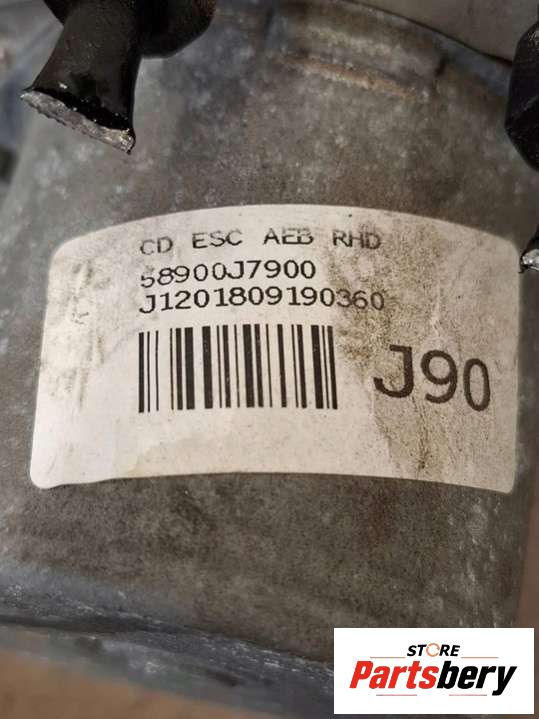 CD ESC AEB RHD
58900J7900
J1201809190360
J90
STORE
Partsbery